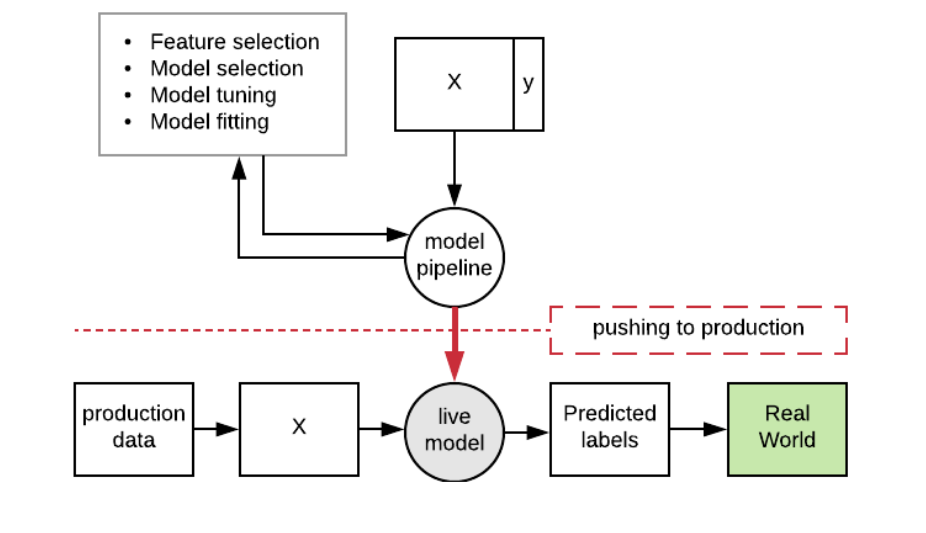 • Feature selection
• Model selection
• Model tuning
• Model fitting
X
y
model
pipeline
pushing to production
production
data
X
live
model
Predicted
labels
Real
World